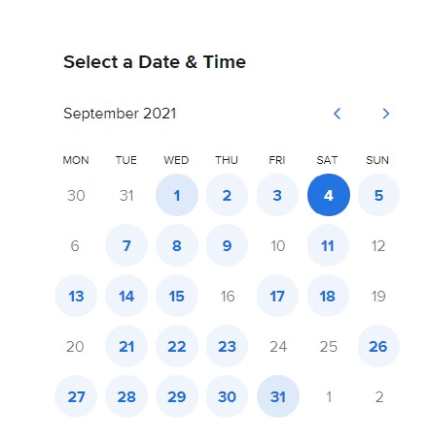 Select a Date & Time
September 2021
MON TUE WED THU FRI SAT SUN
30 31 1 2 3 4 5
6 7 8 9 10 11 12
13 14 15 16 17 18 19
20 21 22 23 24 25 26
27 28 29 30 31 1 2